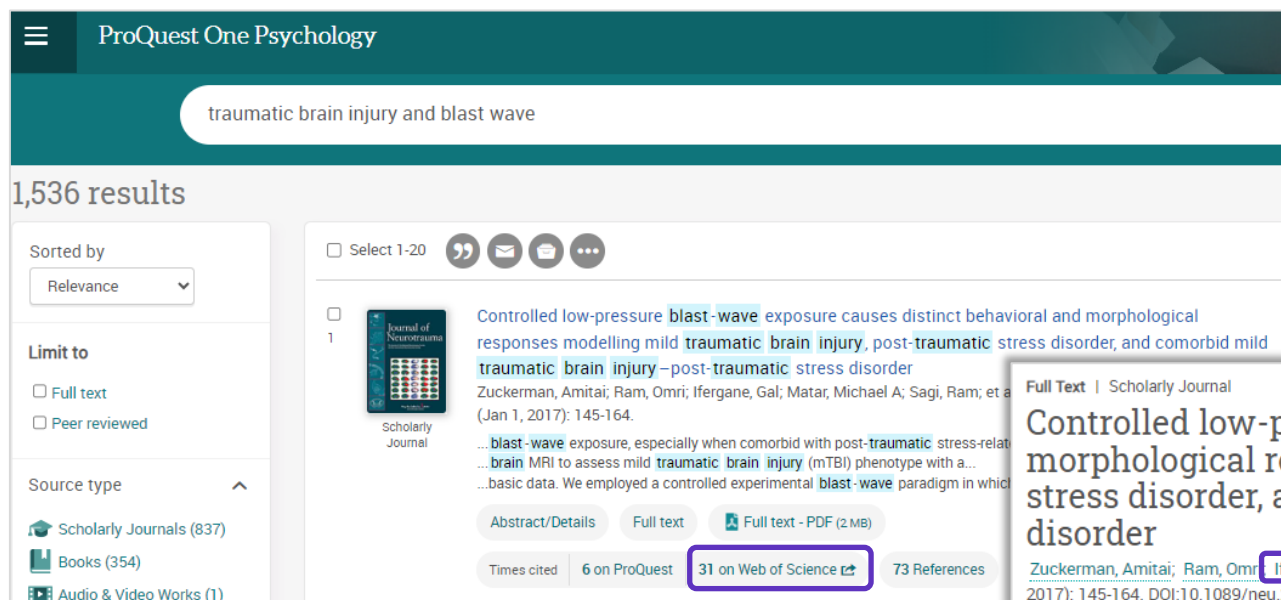 ProQuest One Psychology
traumatic brain injury and blast wave
1,536 results
Sorted by
Relevance
Limit to
Full text
Peer reviewed
Source type
Scholarly Journals (837)
Books (354)
Audio & Video Works (1)
Select 1-20
1
Journal of
Neurotrauma
Scholarly
Journal
Controlled low-pressure blast-wave exposure causes distinct behavioral and morphological
responses modelling mild traumatic brain injury, post-traumatic stress disorder, and comorbid mild
traumatic brain injury–post-traumatic stress disorder
Zuckerman, Amitai; Ram, Omri; Ifergane, Gal; Matar, Michael A; Sagi, Ram; et a
(Jan 1, 2017): 145-164.
...blast-wave exposure, especially when comorbid with post-traumatic stress-relat
...brain MRI to assess mild traumatic brain injury (mTBI) phenotype with a...
...basic data. We employed a controlled experimental blast-wave paradigm in which
Abstract/Details Full text Full text - PDF (2 MB)
Times cited 6 on ProQuest 31 on Web of Science 73 References
Full Text | Scholarly Journal
Controlled low-p
morphological re
stress disorder, a
disorder
Zuckerman, Amitai; Ram, Omr If
2017): 145-164. DOI:10.1089/neu.